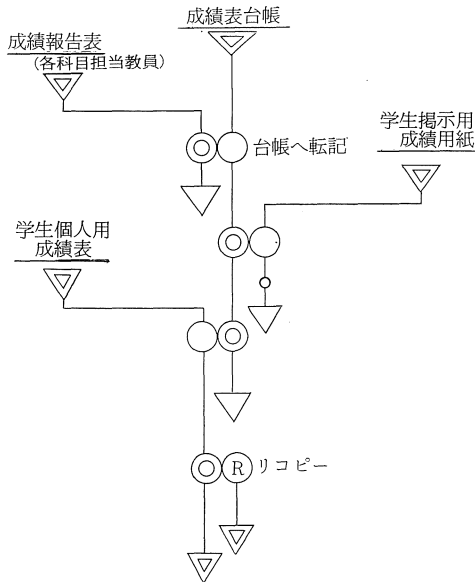 成績表台帳
成績報告表
(各科目担当教員)
台帳へ転記
学生掲示用
成績用紙
学生個人用
成績表
R リコピー